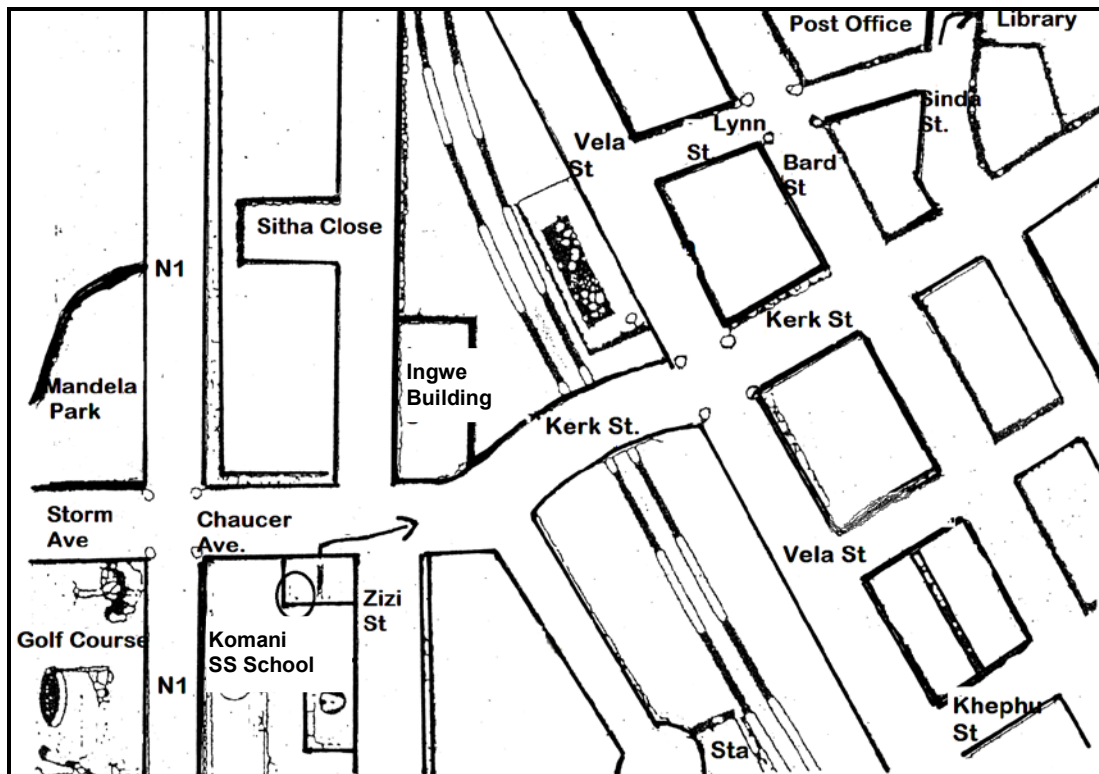 Post Office
Library
Sinda
St.
Lynn
St
Vela
St
Bard
St
Sitha Close
N1
Kerk St
Mandela
Park
Ingwe
Building
Kerk St.
Storm
Ave
Chaucer
Ave.
Vela St
Zizi
St
Golf Course
Komani
SS School
N1
Khephu
St
Sta